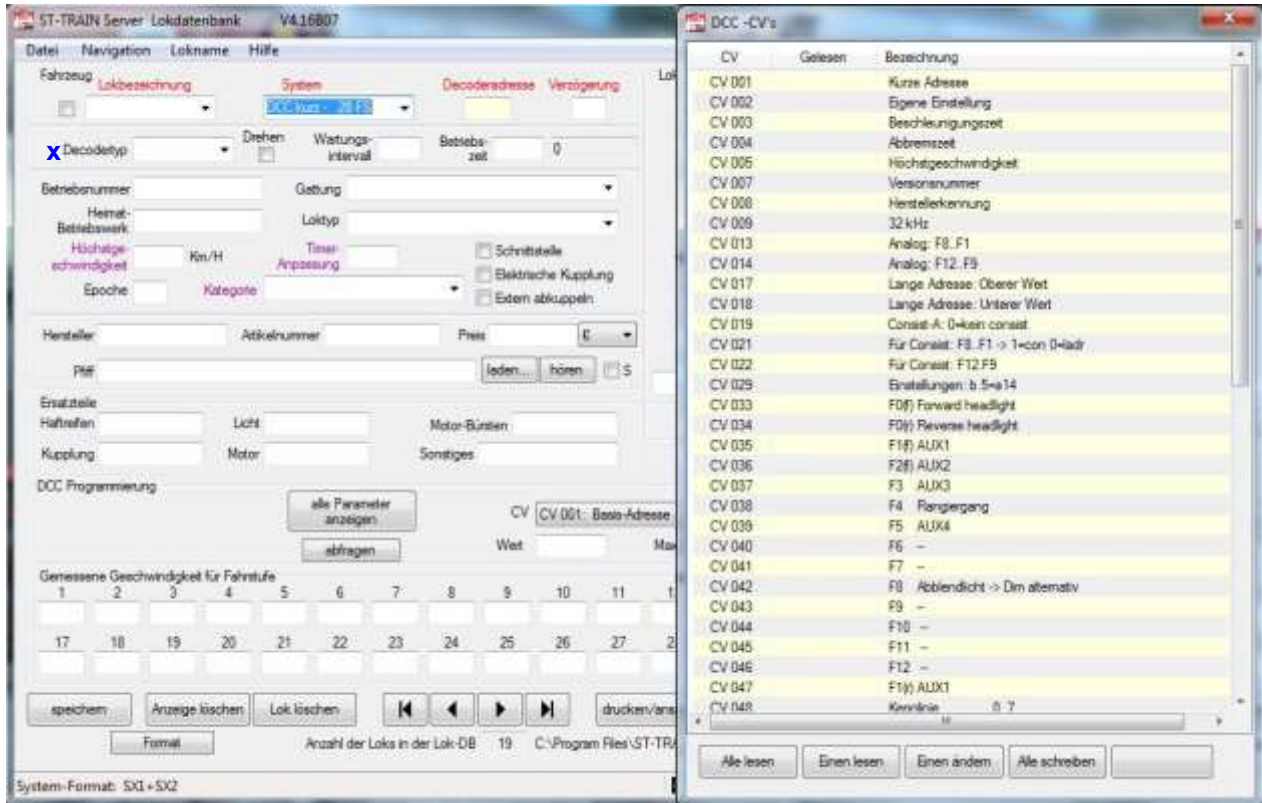 ST-TRAIN Server Lokdatenbank V4.16B07
Datei Navigation Lokname Hilfe
Fahrzeug
Lokbezeichnung System Decoderadresse Verzögerung
DCC kurz - 28 FS
X Decodertyp Drehen Wartungs-intervall Betriebs-zeit 0
Betriebsnummer Gattung
Heimat-Betriebswerk Loktyp
Höchstge-schwindigkeit Km/H Timer-Anpassung Schnittstelle
Elektrische Kupplung
Epoche Kategorie Extern abkuppeln
Hersteller Artikelnummer Preis €
Pfiff laden... hören S
Ersatzteile
Haftreifen Licht Motor-Bürsten
Kupplung Motor Sonstiges
DCC Programmierung
alle Parameter anzeigen CV CV 001: Basis-Adresse
abfragen Wert
Gemessene Geschwindigkeit für Fahrstufe
1 2 3 4 5 6 7 8 9 10 11
17 18 19 20 21 22 23 24 25 26 27
speichern Anzeige löschen Lok löschen
Format Anzahl der Loks in der Lok-DB 19 C:\Program Files\ST-TRA
System-Format: SX1+SX2
DCC -CV's
CV Gelesen Bezeichnung
CV 001 Kurze Adresse
CV 002 Eigene Einstellung
CV 003 Beschleunigungszeit
CV 004 Abbremszeit
CV 005 Höchstgeschwindigkeit
CV 007 Versionsnummer
CV 008 Herstellerkennung
CV 009 32 kHz
CV 013 Analog: F8..F1
CV 014 Analog: F12..F9
CV 017 Lange Adresse: Oberer Wert
CV 018 Lange Adresse: Unterer Wert
CV 019 Consist-A: 0=kein consist
CV 021 Für Consist: F8..F1 -> 1=con 0=ladr
CV 022 Für Consist: F12.F9
CV 029 Einstellungen: b.5=a14
CV 033 F0(f) Forward headlight
CV 034 F0(r) Reverse headlight
CV 035 F1(f) AUX1
CV 036 F2(f) AUX2
CV 037 F3 AUX3
CV 038 F4 Rangiergang
CV 039 F5 AUX4
CV 040 F6 --
CV 041 F7 --
CV 042 F8 Abblendlicht -> Dim alternativ
CV 043 F9 --
CV 044 F10 --
CV 045 F11 --
CV 046 F12 --
CV 047 F1(r) AUX1
CV 048 Kennlinie 0..7
Alle lesen Einen lesen Einen ändern Alle schreiben